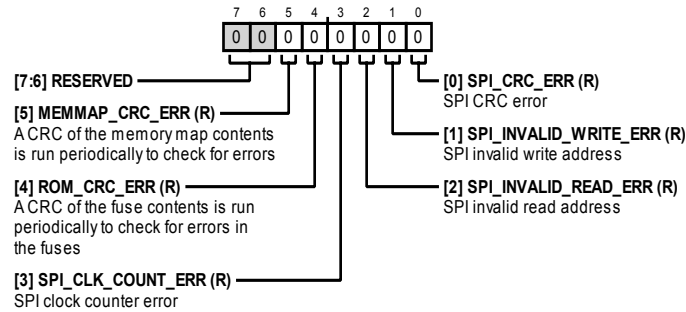 7 6 5 4 3 2 1 0
0 0 0 0 0 0 0 0
[7:6] RESERVED
[5] MEMMAP_CRC_ERR (R)
A CRC of the memory map contents
is run periodically to check for errors
[4] ROM_CRC_ERR (R)
A CRC of the fuse contents is run
periodically to check for errors in
the fuses
[3] SPI_CLK_COUNT_ERR (R)
SPI clock counter error
[0] SPI_CRC_ERR (R)
SPI CRC error
[1] SPI_INVALID_WRITE_ERR (R)
SPI invalid write address
[2] SPI_INVALID_READ_ERR (R)
SPI invalid read address